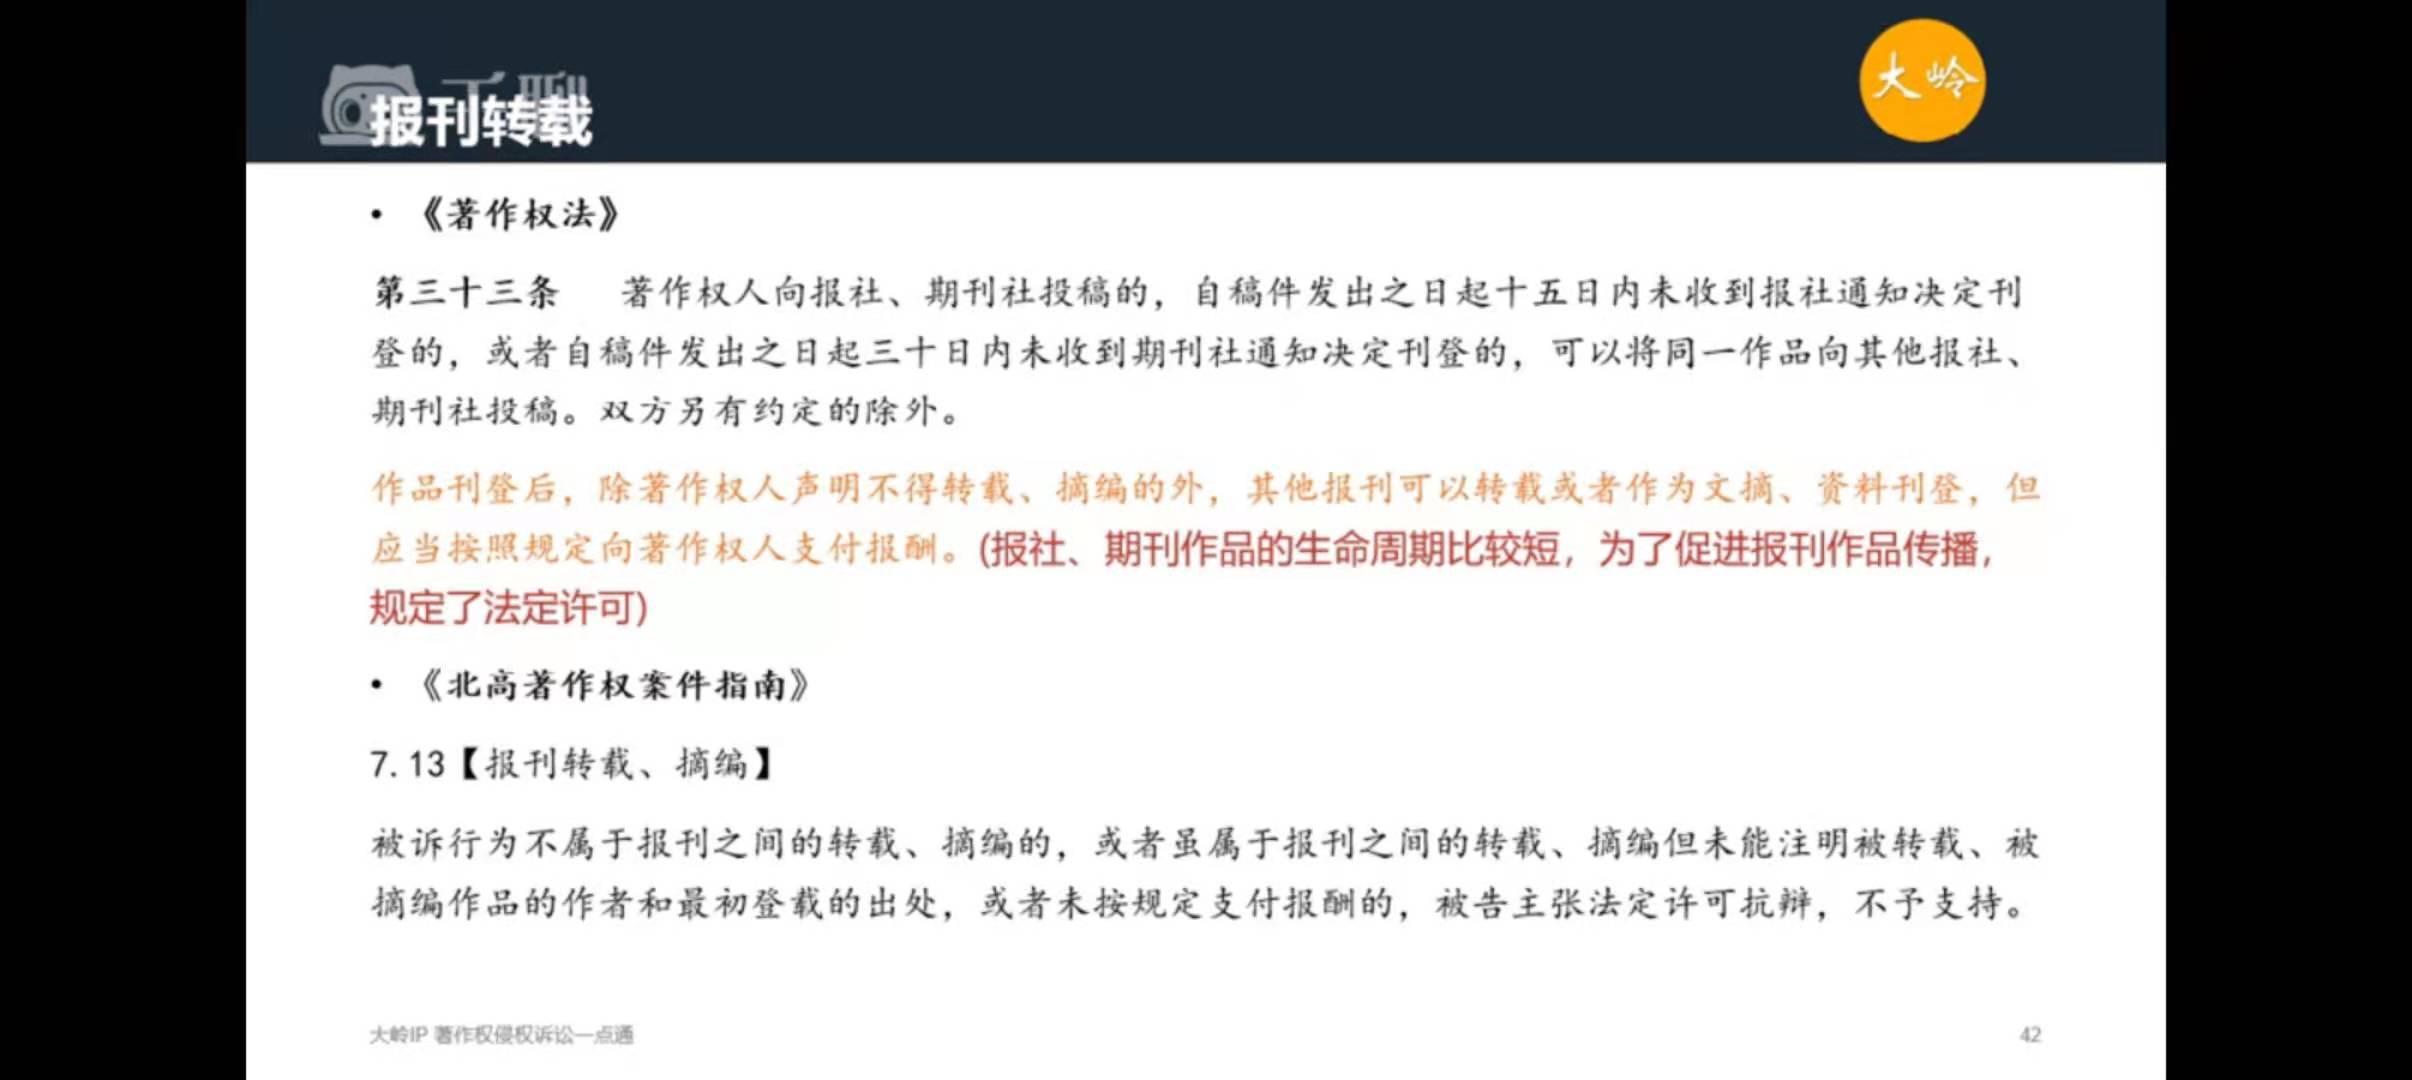 千聊
报刊转载
大岭
• 《著作权法》
第三十三条 著作权人向报社、期刊社投稿的，自稿件发出之日起十五日内未收到报社通知决定刊
登的，或者自稿件发出之日起三十日内未收到期刊社通知决定刊登的，可以将同一作品向其他报社、
期刊社投稿。双方另有约定的除外。
作品刊登后，除著作权人声明不得转载、摘编的外，其他报刊可以转载或者作为文摘、资料刊登，但
应当按照规定向著作权人支付报酬。(报社、期刊作品的生命周期比较短，为了促进报刊作品传播，
规定了法定许可)
• 《北高著作权案件指南》
7.13【报刊转载、摘编】
被诉行为不属于报刊之间的转载、摘编的，或者虽属于报刊之间的转载、摘编但未能注明被转载、被
摘编作品的作者和最初登载的出处，或者未按规定支付报酬的，被告主张法定许可抗辩，不予支持。
大岭IP 著作权侵权诉讼一点通
42